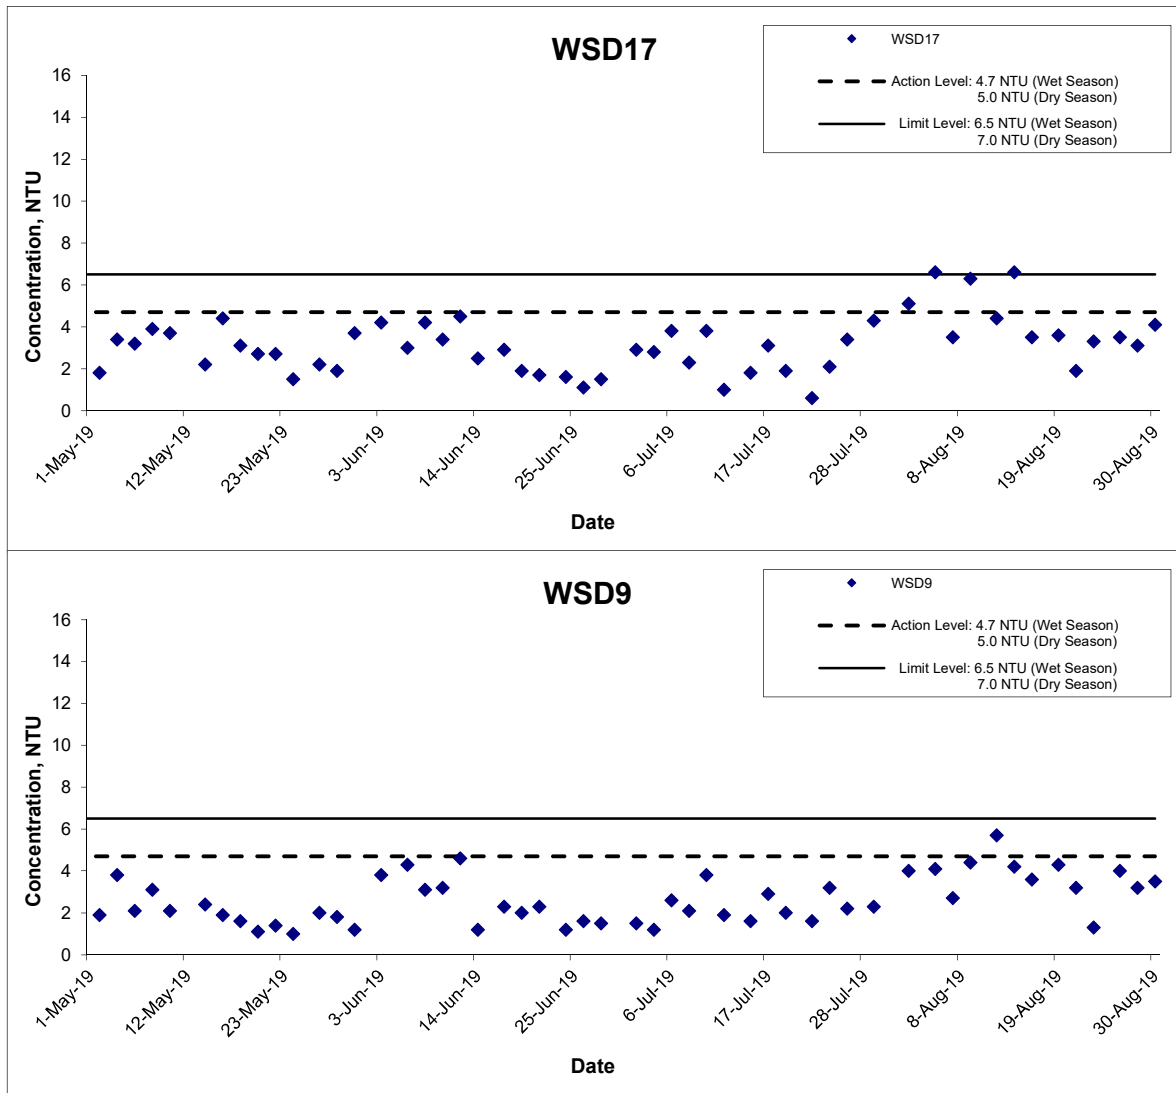 WSD17
WSD17
Action Level: 4.7 NTU (Wet Season)
5.0 NTU (Dry Season)
Limit Level: 6.5 NTU (Wet Season)
7.0 NTU (Dry Season)
Concentration, NTU
16
14
12
10
8
6
4
2
0
1-May-19
12-May-19
23-May-19
3-Jun-19
14-Jun-19
25-Jun-19
6-Jul-19
17-Jul-19
28-Jul-19
8-Aug-19
19-Aug-19
30-Aug-19
Date
WSD9
WSD9
Action Level: 4.7 NTU (Wet Season)
5.0 NTU (Dry Season)
Limit Level: 6.5 NTU (Wet Season)
7.0 NTU (Dry Season)
Concentration, NTU
16
14
12
10
8
6
4
2
0
1-May-19
12-May-19
23-May-19
3-Jun-19
14-Jun-19
25-Jun-19
6-Jul-19
17-Jul-19
28-Jul-19
8-Aug-19
19-Aug-19
30-Aug-19
Date